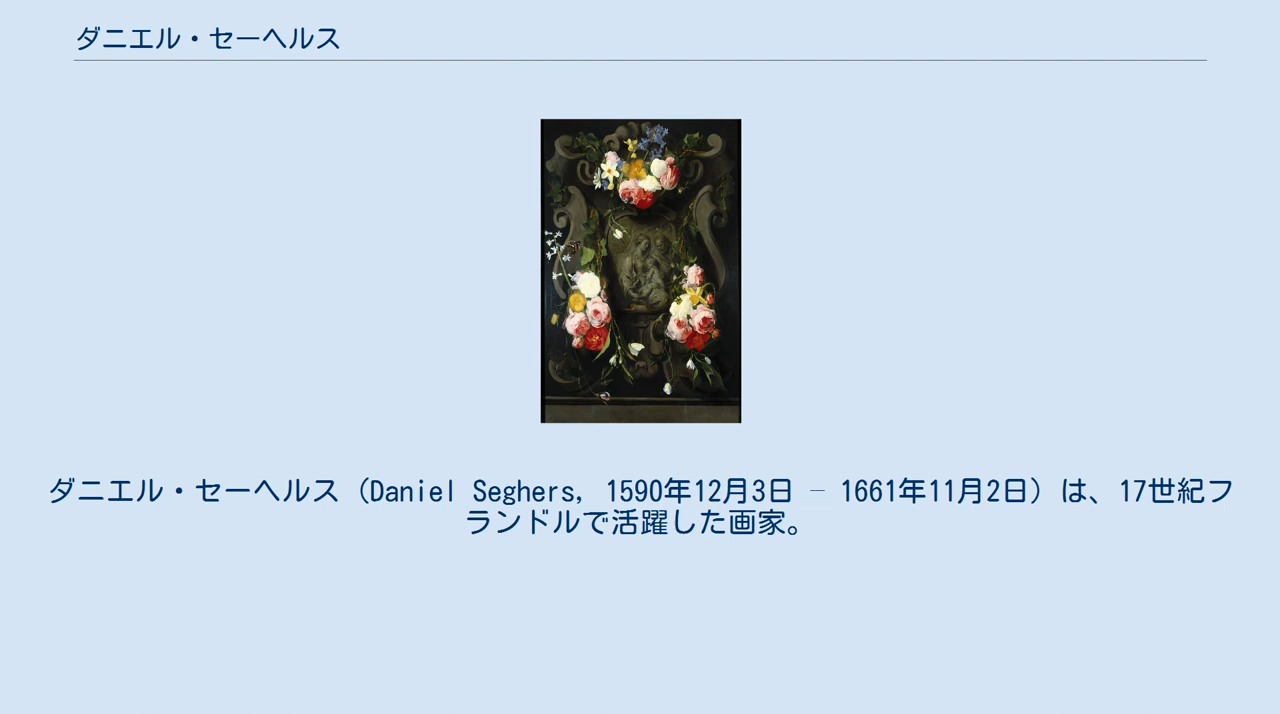 ダニエル・セーヘルス
ダニエル・セーヘルス（Daniel Seghers, 1590年12月3日 – 1661年11月2日）は、17世紀フ
ランドルで活躍した画家。